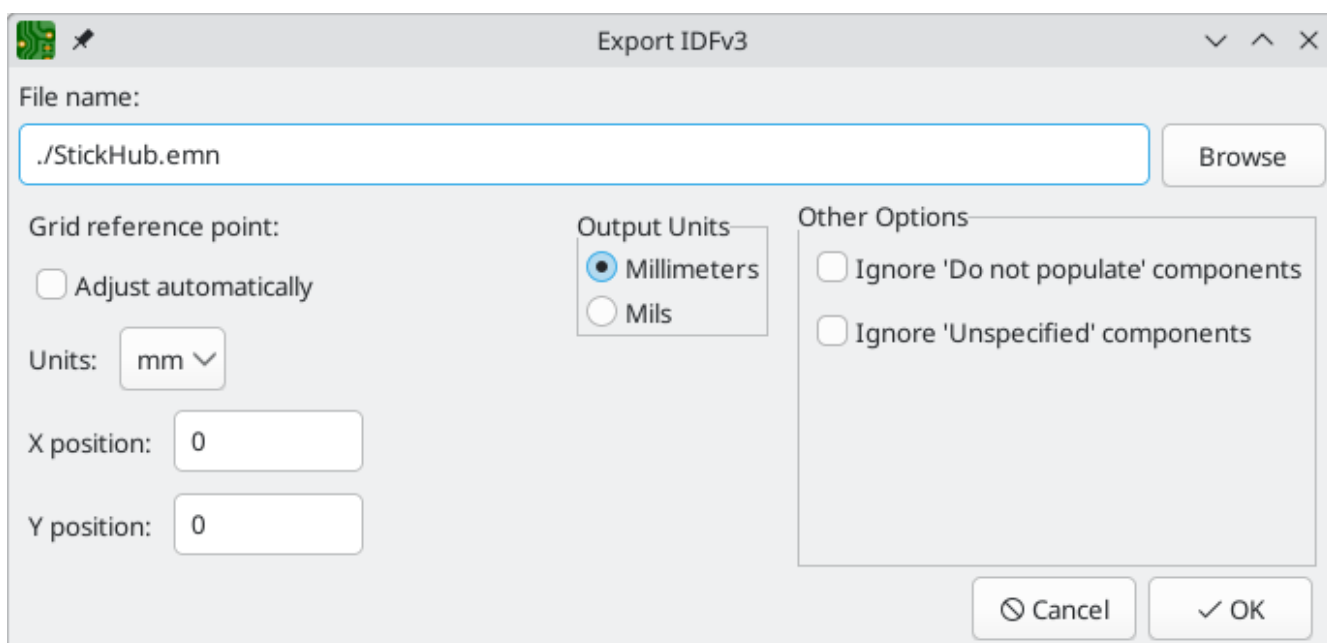 Export IDFv3
File name:
./StickHub.emn
Browse
Grid reference point:
Adjust automatically
Units: mm
X position: 0
Y position: 0
Output Units
Millimeters
Mils
Other Options
Ignore 'Do not populate' components
Ignore 'Unspecified' components
Cancel
OK